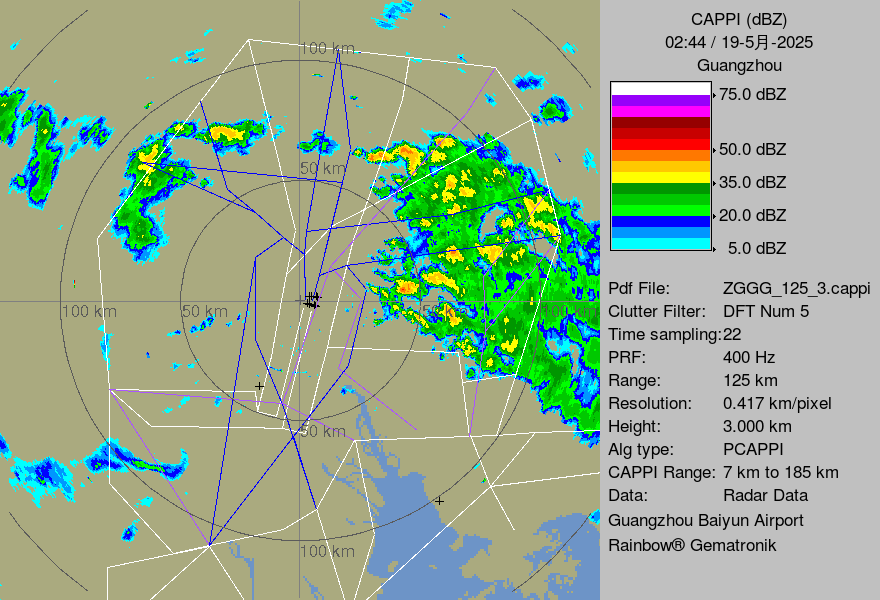 CAPPI (dBZ)
02:44 / 19-5月-2025
Guangzhou
75.0 dBZ
50.0 dBZ
35.0 dBZ
20.0 dBZ
5.0 dBZ
Pdf File: ZGGG_125_3.cappi
Clutter Filter: DFT Num 5
Time sampling:22
PRF: 400 Hz
Range: 125 km
Resolution: 0.417 km/pixel
Height: 3.000 km
Alg type: PCAPPI
CAPPI Range: 7 km to 185 km
Data: Radar Data
Guangzhou Baiyun Airport
Rainbow® Gematronik
100 km
50 km
100 km
50 km
50 km
100 km
50 km
100 km